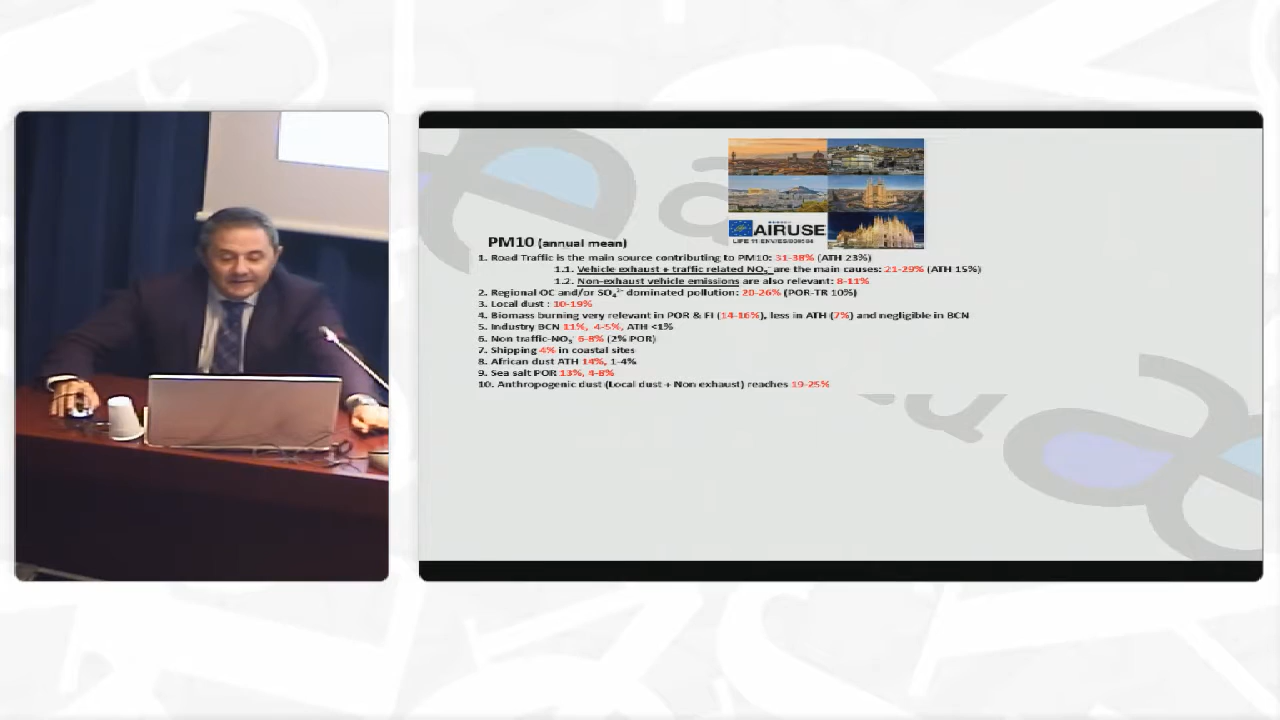 AIRUSE
LIFE 11 ENV/ES/000584
PM10 (annual mean)
1. Road Traffic is the main source contributing to PM10: 31-38% (ATH 23%)
1.1. Vehicle exhaust + traffic related NO₃⁻ are the main causes: 21-29% (ATH 15%)
1.2. Non-exhaust vehicle emissions are also relevant: 8-11%
2. Regional OC and/or SO₄²⁻ dominated pollution: 20-26% (POR-TR 10%)
3. Local dust : 10-19%
4. Biomass burning very relevant in POR & FI (14-16%), less in ATH (7%) and negligible in BCN
5. Industry BCN 11%, 4-5%, ATH <1%
6. Non traffic-NO₃⁻ 6-8% (2% POR)
7. Shipping 4% in coastal sites
8. African dust ATH 14%, 1-4%
9. Sea salt POR 13%, 4-8%
10. Anthropogenic dust (Local dust + Non exhaust) reaches 19-25%